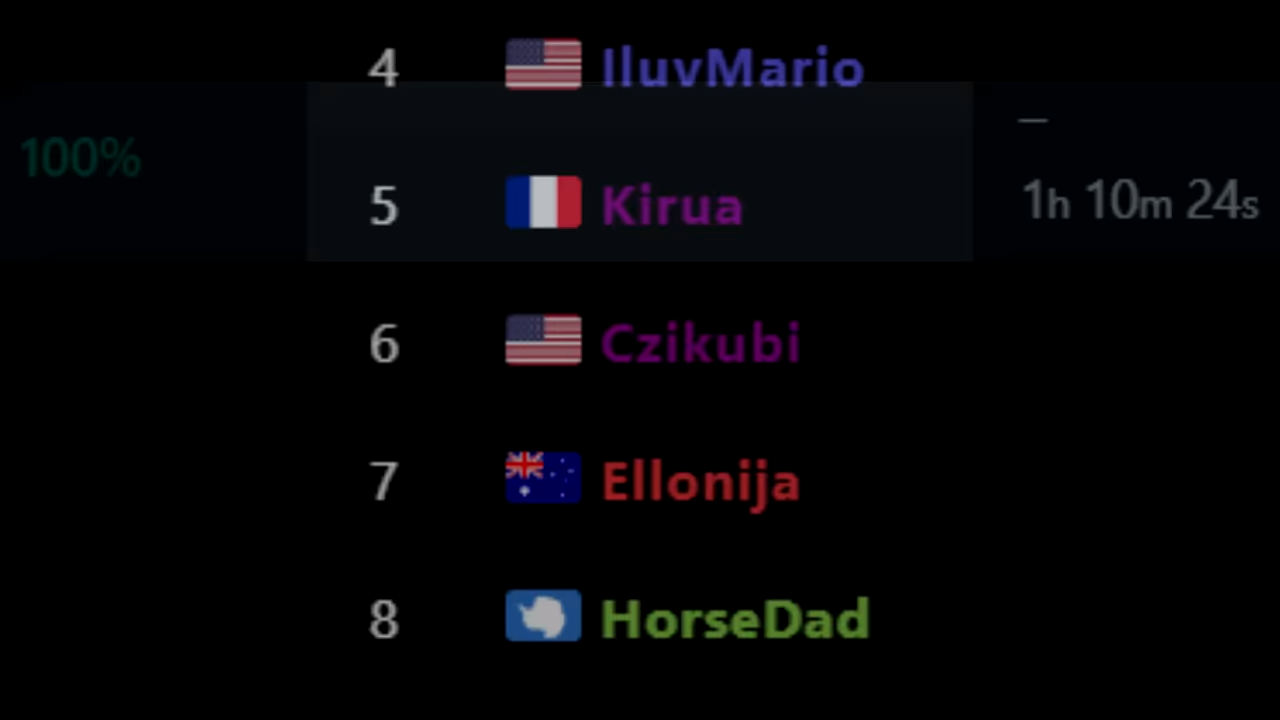 4 IluvMario
—
100%
5 Kirua 1h 10m 24s
6 Czikubi
7 Ellonija
8 HorseDad